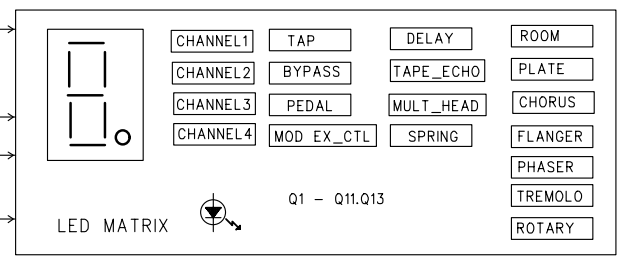 CHANNEL1 TAP DELAY ROOM
CHANNEL2 BYPASS TAPE_ECHO PLATE
CHANNEL3 PEDAL MULT_HEAD CHORUS
CHANNEL4 MOD EX_CTL SPRING FLANGER
PHASER
Q1 - Q11.Q13 TREMOLO
LED MATRIX ROTARY